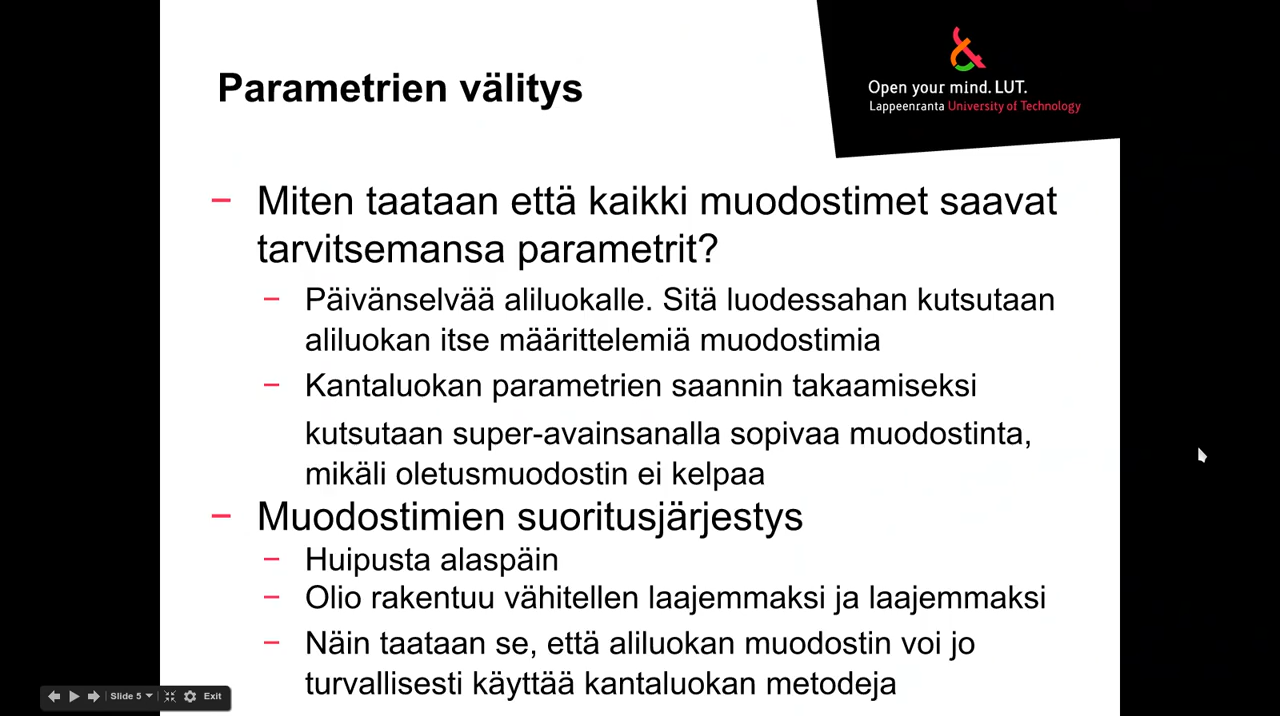 Parametrien välitys
Open your mind. LUT.
Lappeenranta University of Technology
– Miten taataan että kaikki muodostimet saavat
tarvitsemansa parametrit?
– Päivänselvää aliluokalle. Sitä luodessahan kutsutaan
aliluokan itse määrittelemiä muodostimia
– Kantaluokan parametrien saannin takaamiseksi
kutsutaan super-avainsanalla sopivaa muodostinta,
mikäli oletusmuodostin ei kelpaa
– Muodostimien suoritusjärjestys
– Huipusta alaspäin
– Olio rakentuu vähitellen laajemmaksi ja laajemmaksi
– Näin taataan se, että aliluokan muodostin voi jo
turvallisesti käyttää kantaluokan metodeja
Slide 5 Exit